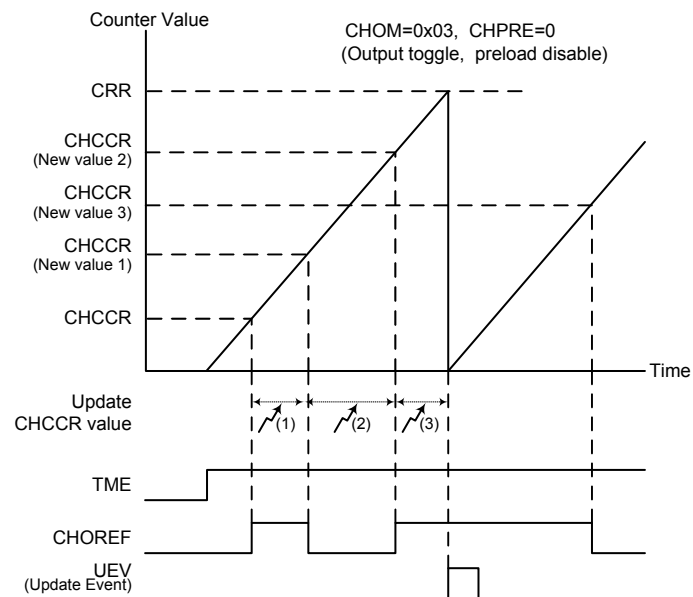 Counter Value
CHOM=0x03, CHPRE=0
(Output toggle, preload disable)
CRR
CHCCR
(New value 2)
CHCCR
(New value 3)
CHCCR
(New value 1)
CHCCR
Time
Update
CHCCR value
(1)
(2)
(3)
TME
CHOREF
UEV
(Update Event)